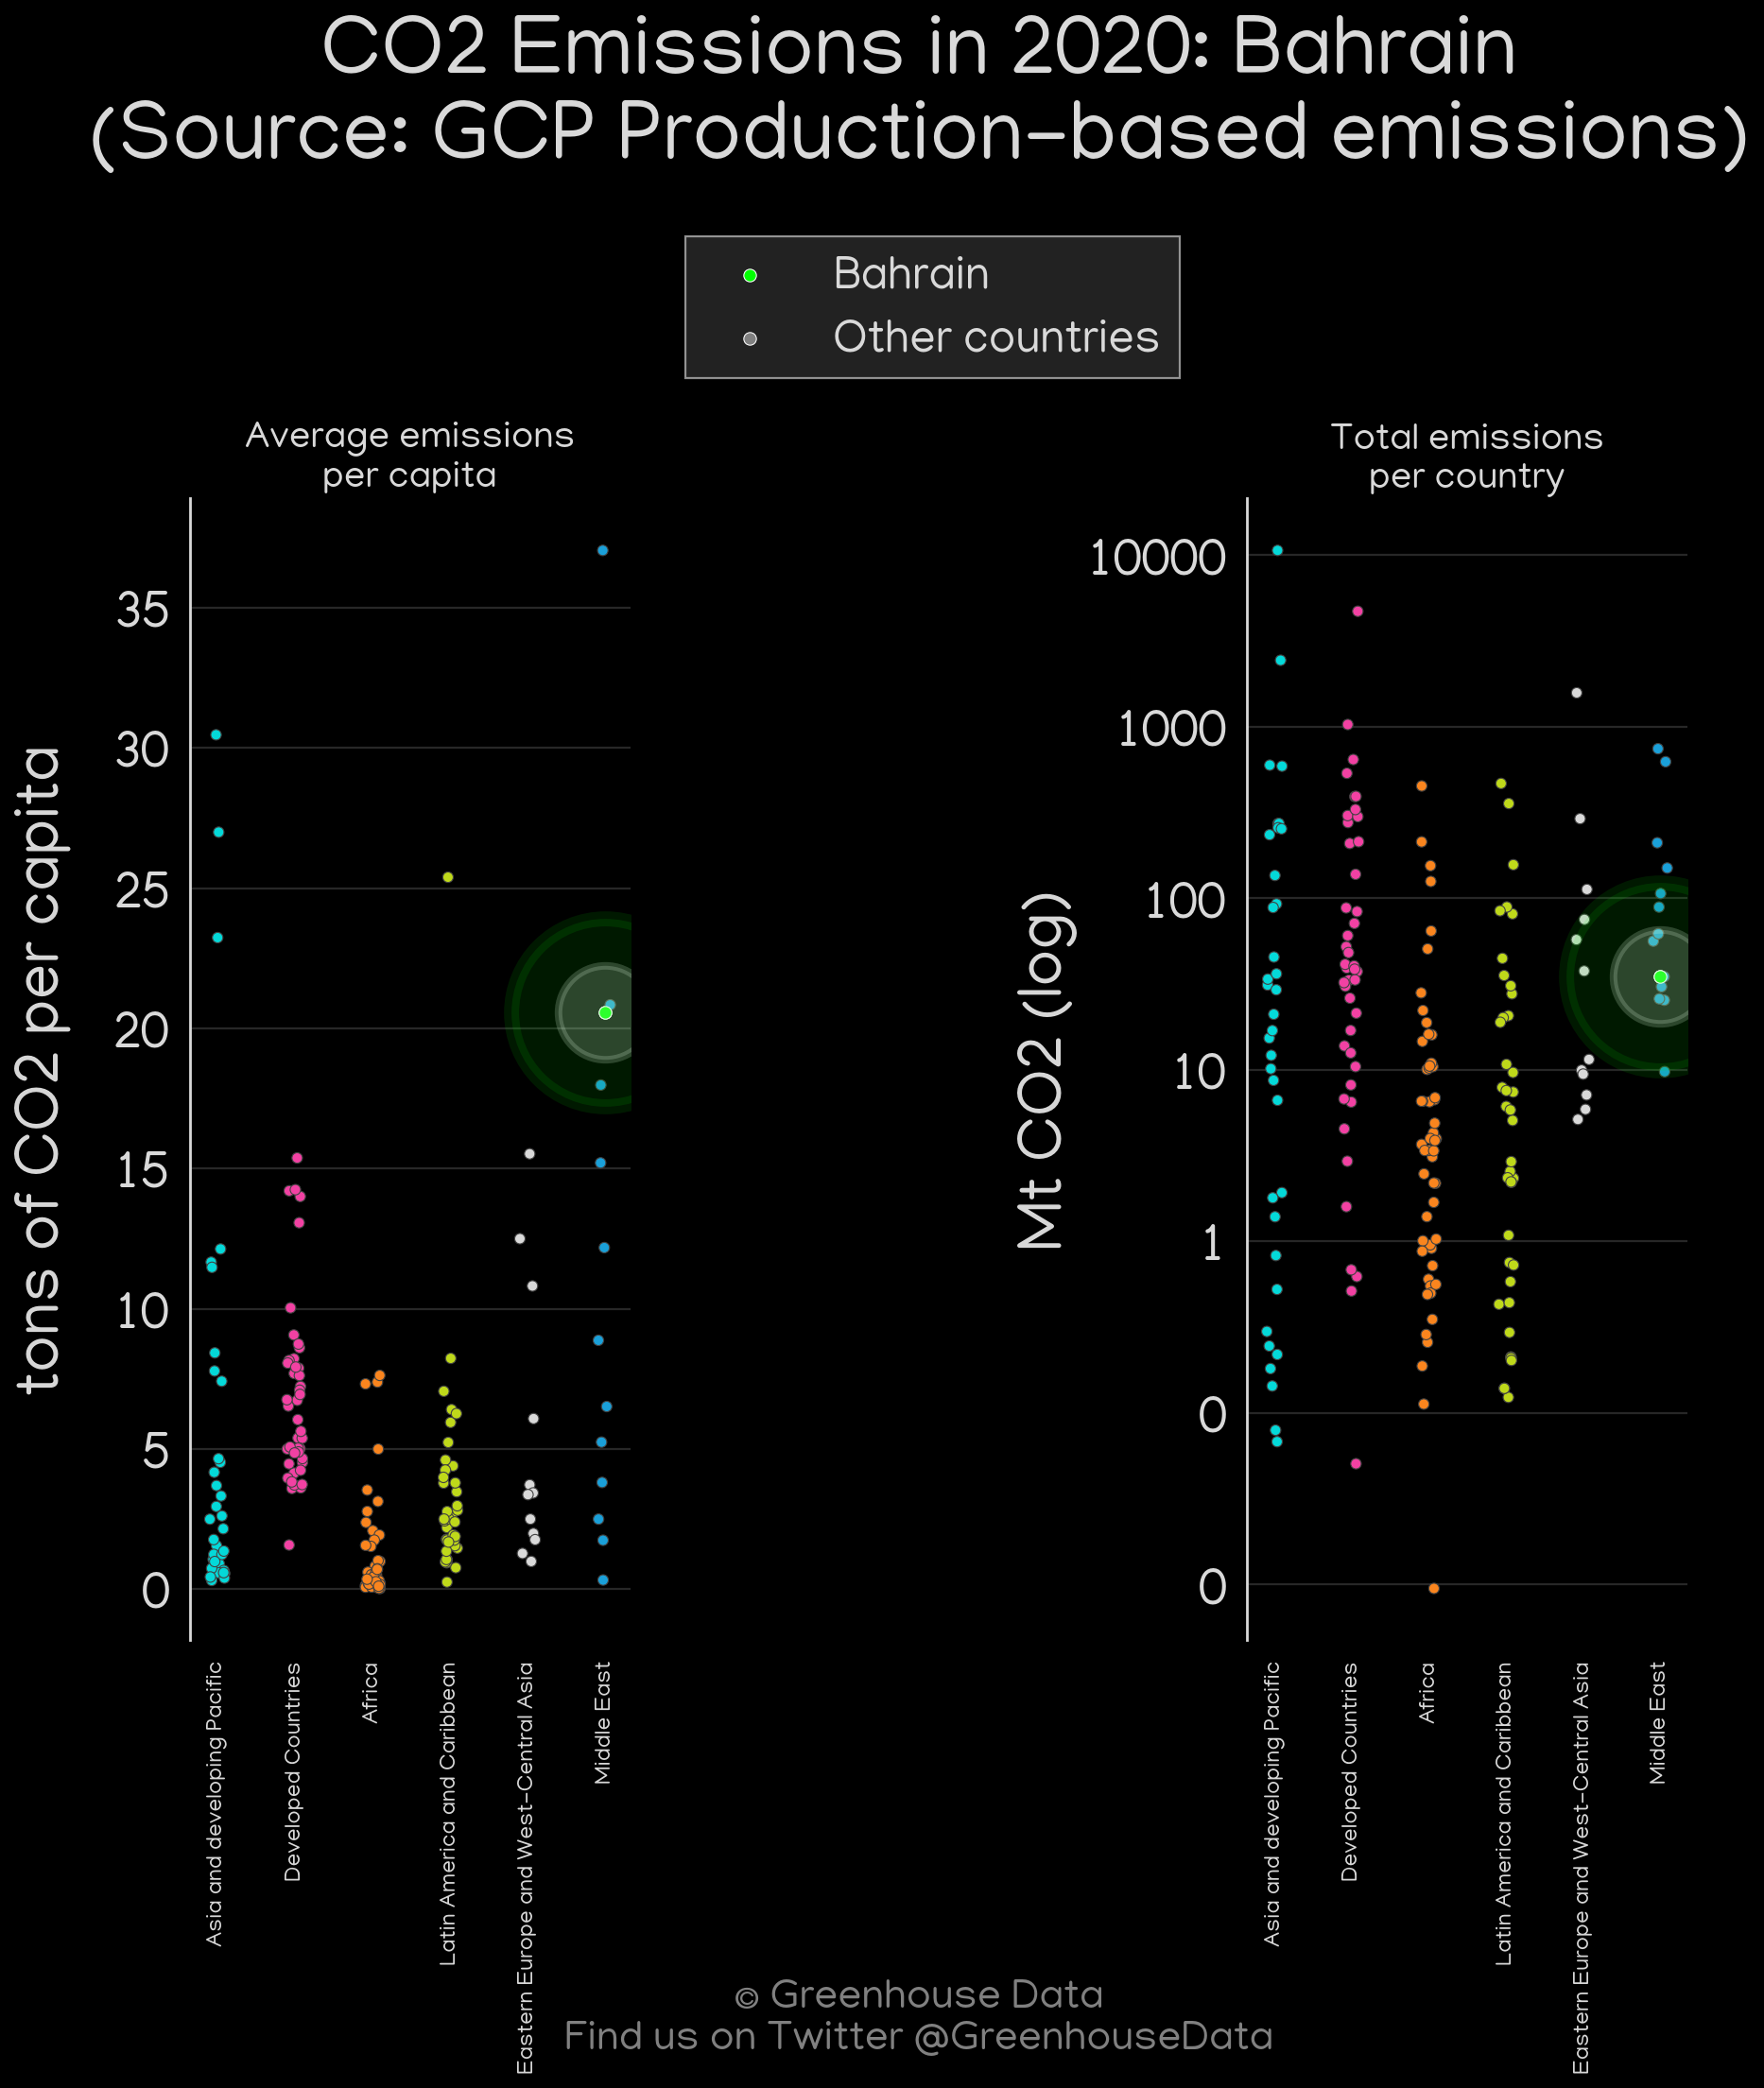 CO2 Emissions in 2020: Bahrain
(Source: GCP Production-based emissions)
Bahrain
Other countries
Average emissions
per capita
tons of CO2 per capita
35
30
25
20
15
10
5
0
Asia and developing Pacific
Developed Countries
Africa
Latin America and Caribbean
Eastern Europe and West-Central Asia
Middle East
Total emissions
per country
Mt CO2 (log)
10000
1000
100
10
1
0
0
Asia and developing Pacific
Developed Countries
Africa
Latin America and Caribbean
Eastern Europe and West-Central Asia
Middle East
© Greenhouse Data
Find us on Twitter @GreenhouseData